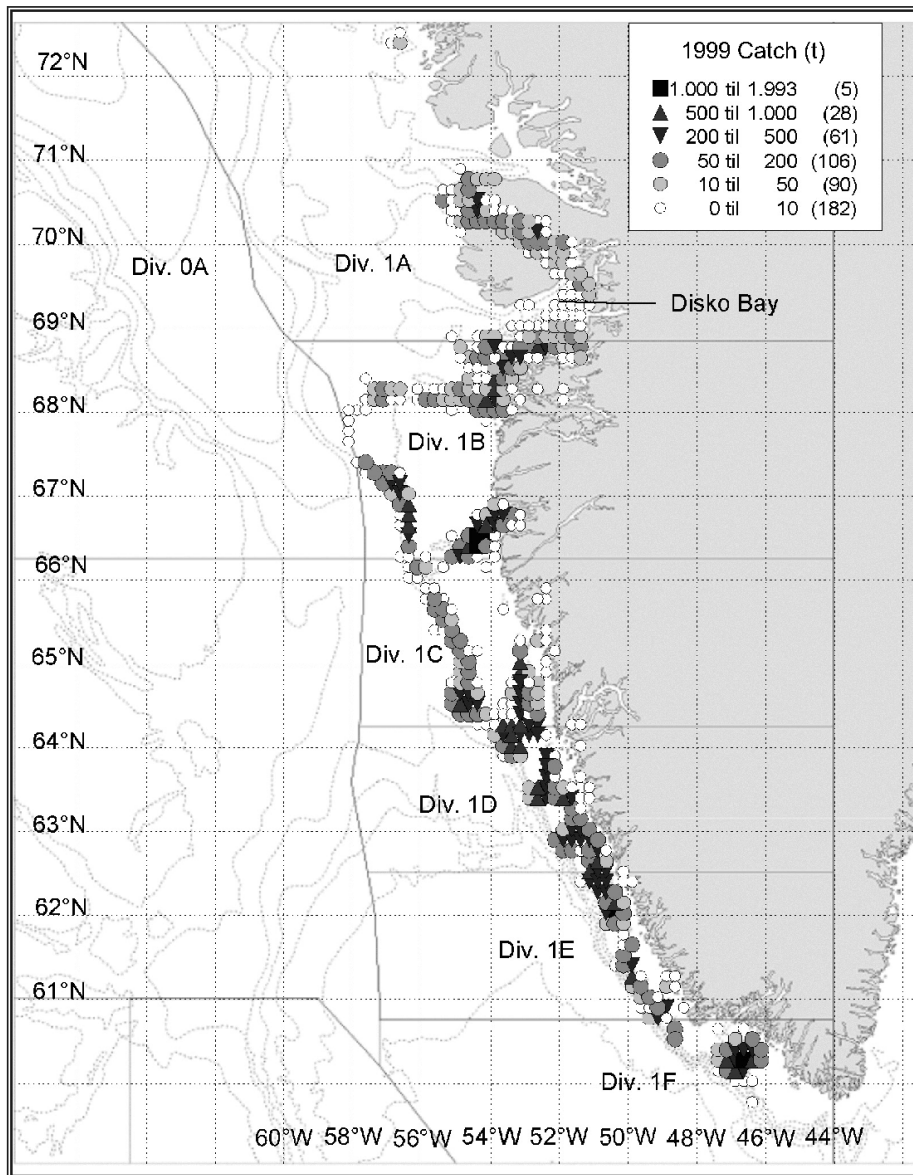 1999 Catch (t)
1.000 til 1.993 (5)
500 til 1.000 (28)
200 til 500 (61)
50 til 200 (106)
10 til 50 (90)
0 til 10 (182)
72°N
71°N
70°N
Div. 0A
Div. 1A
Disko Bay
69°N
68°N
Div. 1B
67°N
66°N
65°N
Div. 1C
64°N
Div. 1D
63°N
62°N
Div. 1E
61°N
Div. 1F
60°W 58°W 56°W 54°W 52°W 50°W 48°W 46°W 44°W